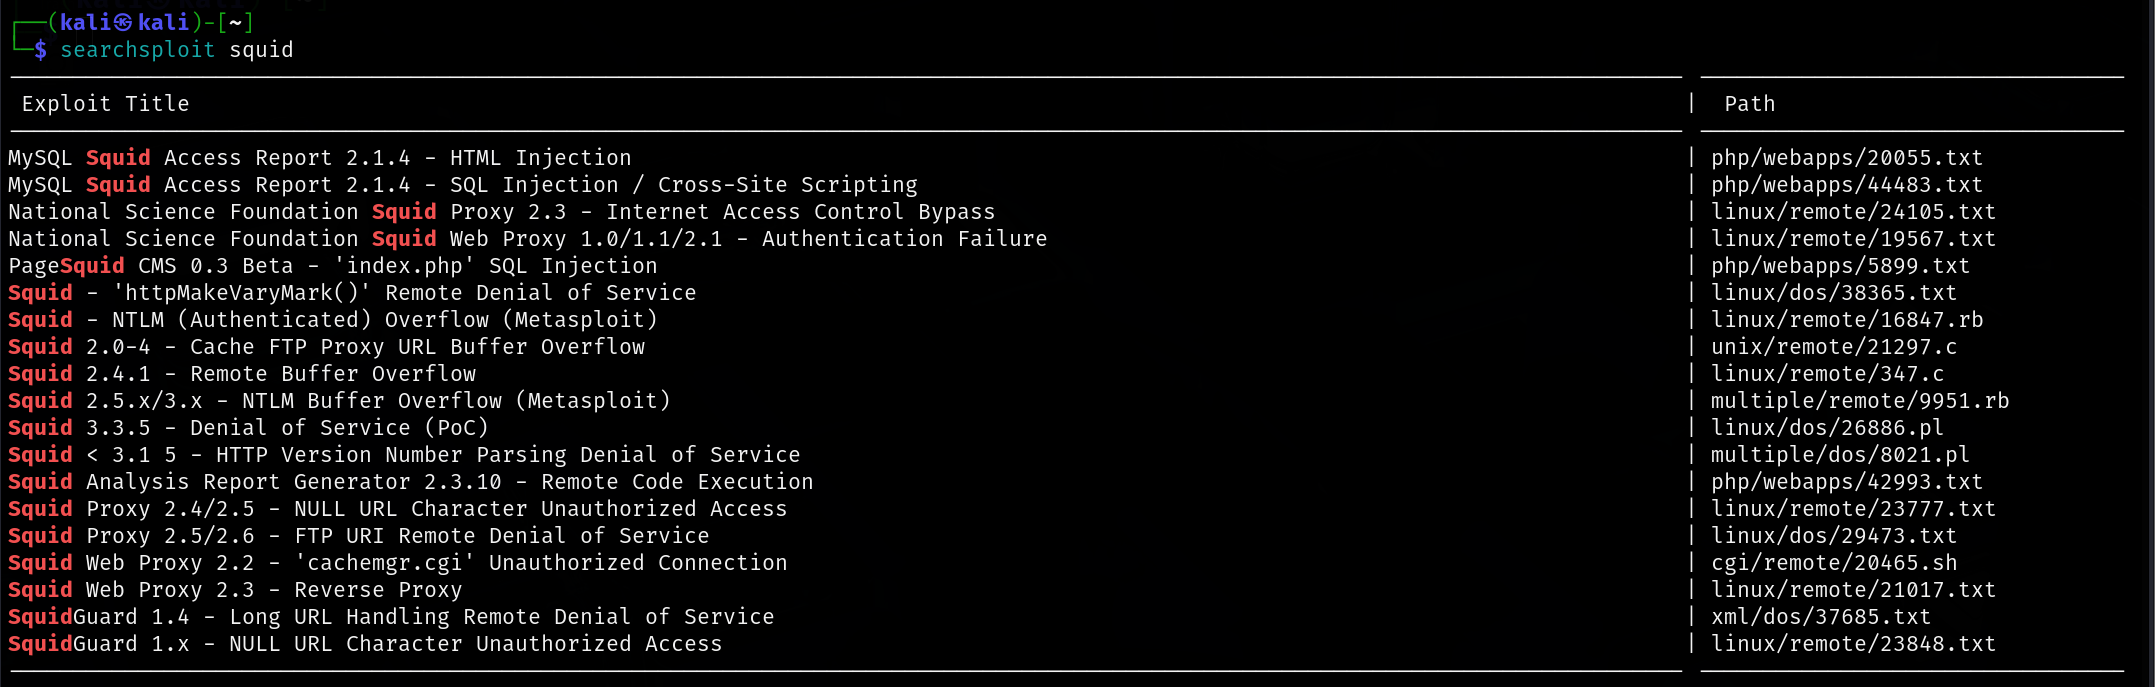 ┌──(kali㉿kali)-[~]
└─$ searchsploit squid
Exploit Title | Path
MySQL Squid Access Report 2.1.4 - HTML Injection | php/webapps/20055.txt
MySQL Squid Access Report 2.1.4 - SQL Injection / Cross-Site Scripting | php/webapps/44483.txt
National Science Foundation Squid Proxy 2.3 - Internet Access Control Bypass | linux/remote/24105.txt
National Science Foundation Squid Web Proxy 1.0/1.1/2.1 - Authentication Failure | linux/remote/19567.txt
PageSquid CMS 0.3 Beta - 'index.php' SQL Injection | php/webapps/5899.txt
Squid - 'httpMakeVaryMark()' Remote Denial of Service | linux/dos/38365.txt
Squid - NTLM (Authenticated) Overflow (Metasploit) | linux/remote/16847.rb
Squid 2.0-4 - Cache FTP Proxy URL Buffer Overflow | unix/remote/21297.c
Squid 2.4.1 - Remote Buffer Overflow | linux/remote/347.c
Squid 2.5.x/3.x - NTLM Buffer Overflow (Metasploit) | multiple/remote/9951.rb
Squid 3.3.5 - Denial of Service (PoC) | linux/dos/26886.pl
Squid < 3.1 5 - HTTP Version Number Parsing Denial of Service | multiple/dos/8021.pl
Squid Analysis Report Generator 2.3.10 - Remote Code Execution | php/webapps/42993.txt
Squid Proxy 2.4/2.5 - NULL URL Character Unauthorized Access | linux/remote/23777.txt
Squid Proxy 2.5/2.6 - FTP URI Remote Denial of Service | linux/dos/29473.txt
Squid Web Proxy 2.2 - 'cachemgr.cgi' Unauthorized Connection | cgi/remote/20465.sh
Squid Web Proxy 2.3 - Reverse Proxy | linux/remote/21017.txt
SquidGuard 1.4 - Long URL Handling Remote Denial of Service | xml/dos/37685.txt
SquidGuard 1.x - NULL URL Character Unauthorized Access | linux/remote/23848.txt